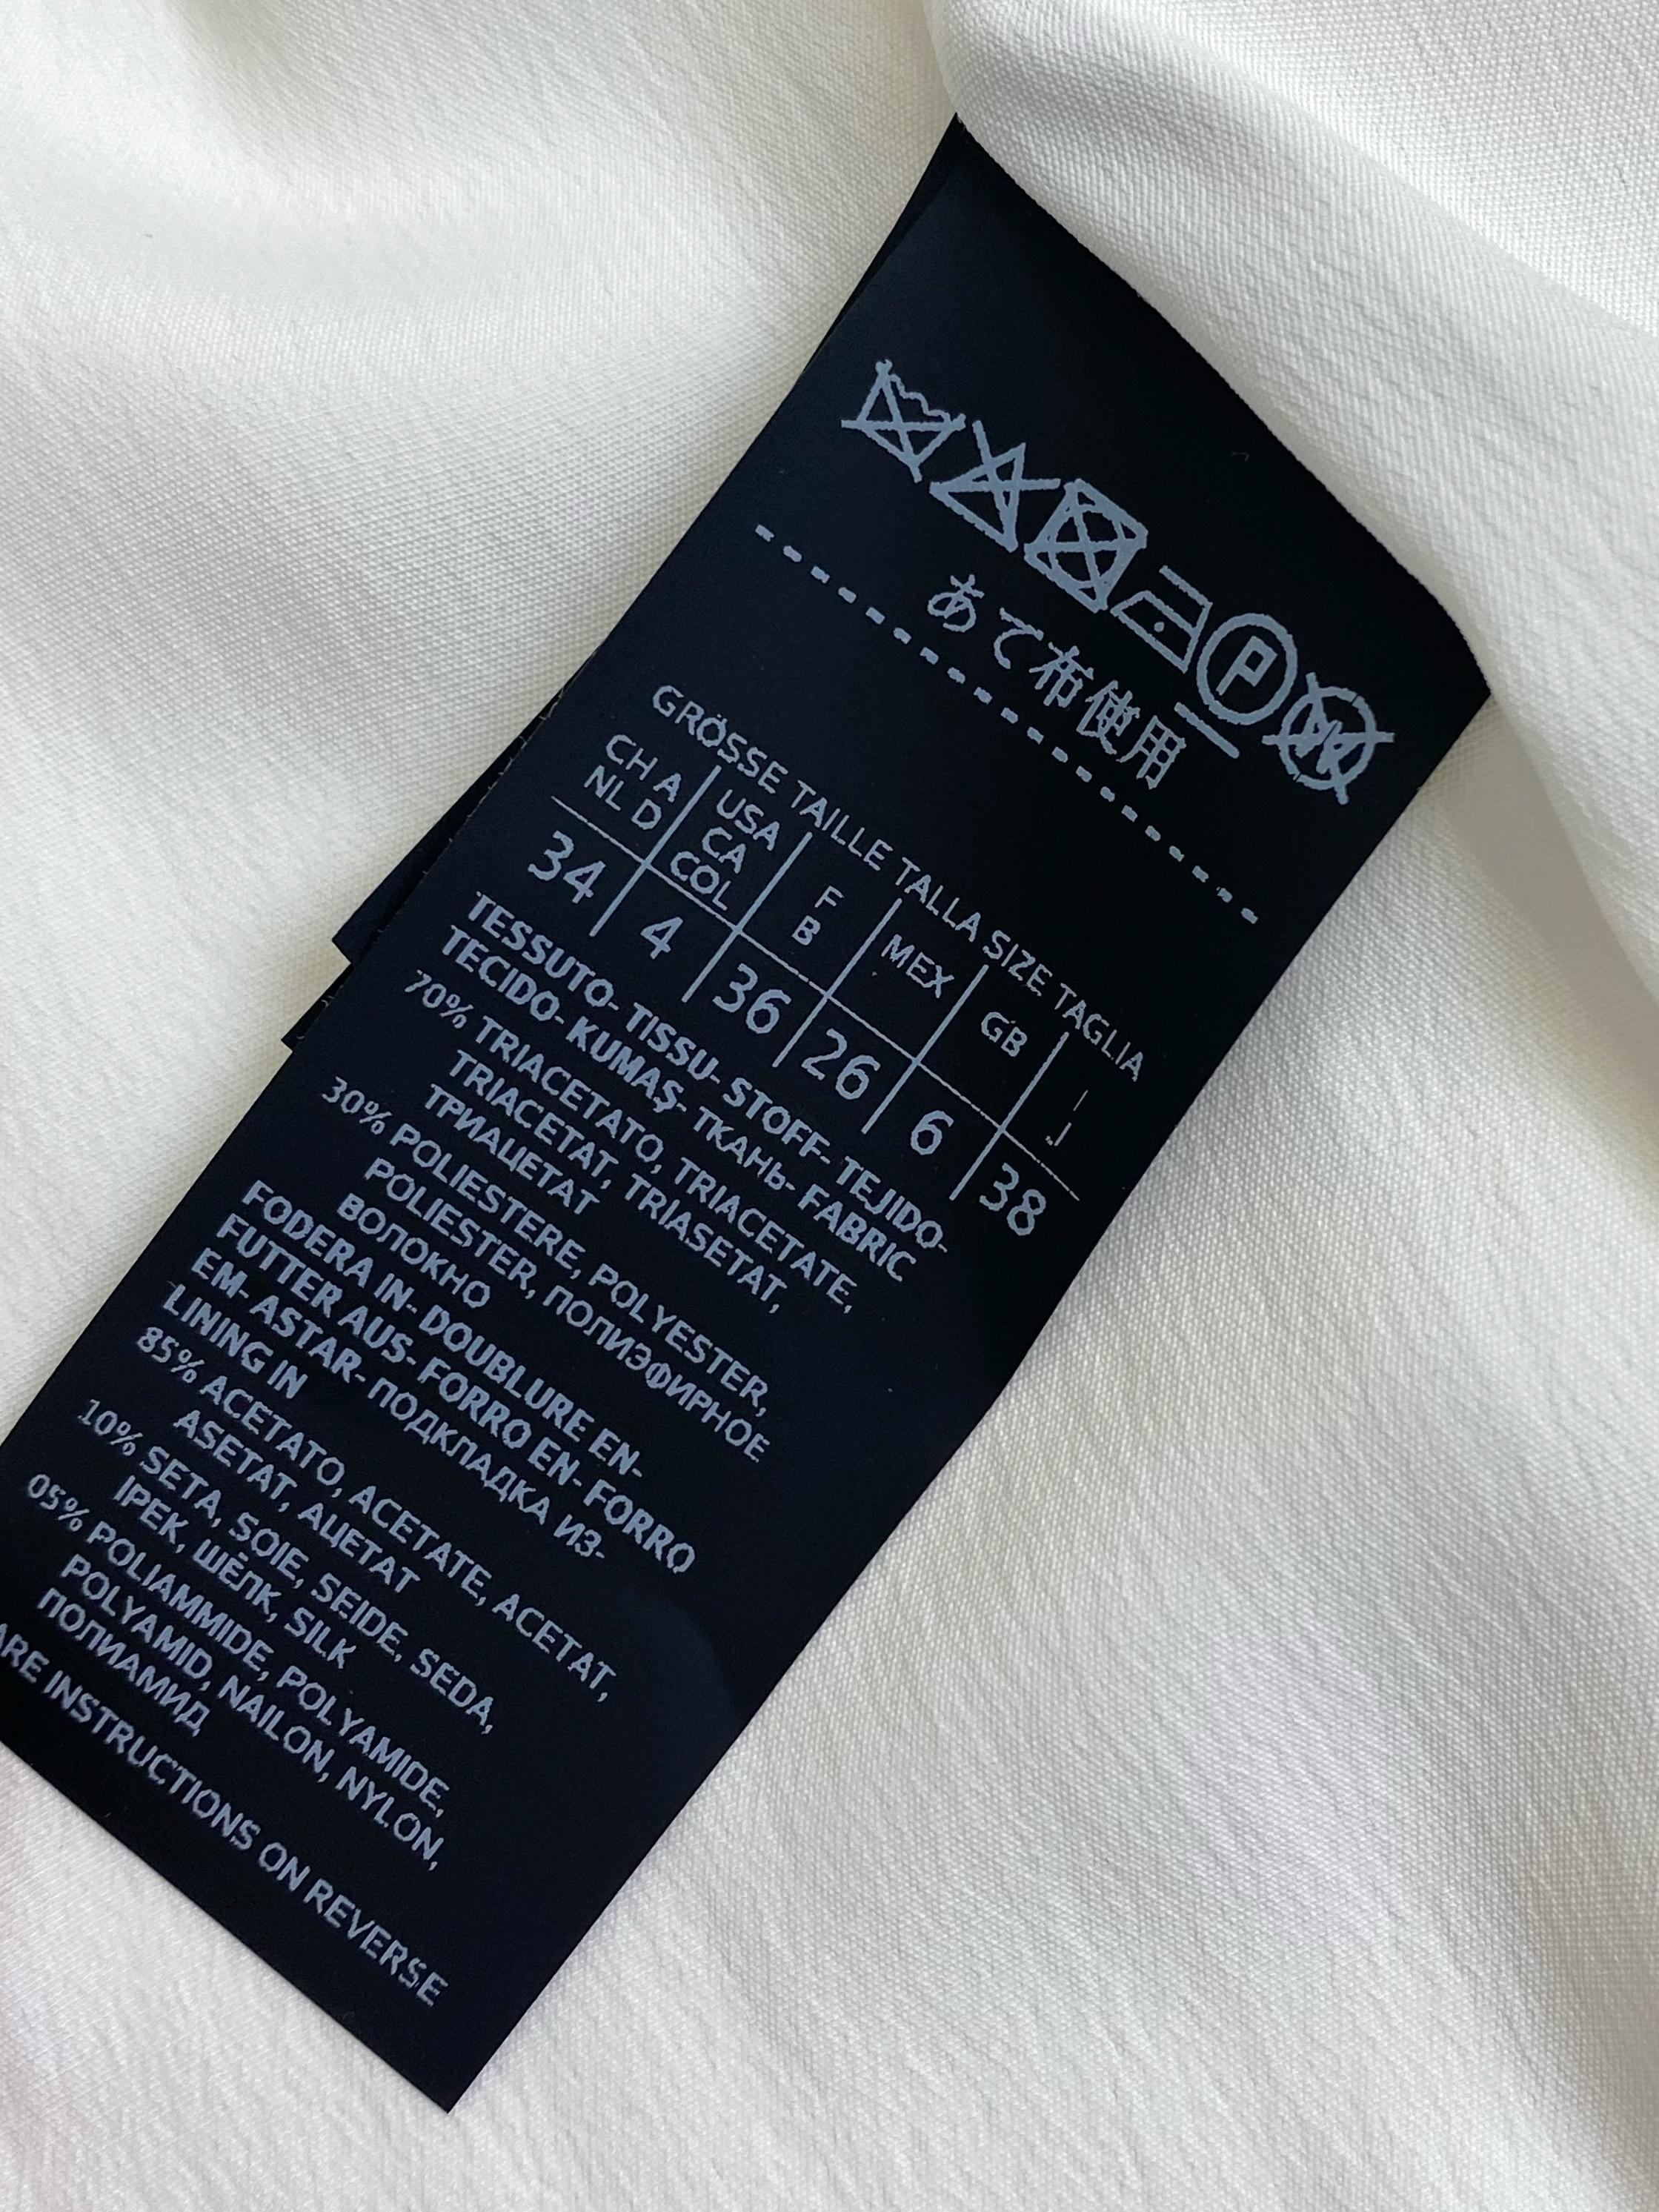 P
W
あて布使用
GRÖSSE TAILLE TALLA SIZE TAGLIA
CH A USA F MEX GB I
NL D CA B J
COL
34 4 36 26 6 38
TESSUTO- TISSU- STOFF- TEJIDO-
TECIDO- KUMAŞ- ТКАНЬ- FABRIC
70% TRIACETATO, TRIACETATE,
TRIACETAT, TRIASETAT,
ТРИАЦЕТАТ
30% POLIESTERE, POLYESTER,
POLIESTER, ПОЛИЭФИРНОЕ
ВОЛОКНО
FODERA IN- DOUBLURE EN-
FUTTER AUS- FORRO EN- FORRO
EM- ASTAR- ПОДКЛАДКА ИЗ-
LINING IN
85% ACETATO, ACETATE, ACETAT,
ASETAT, АЦЕТАТ
10% SETA, SOIE, SEIDE, SEDA,
IPEK, ШЁЛК, SILK
05% POLIAMMIDE, POLYAMIDE,
POLYAMID, NAILON, NYLON,
ПОЛИАМИД
ARE INSTRUCTIONS ON REVERSE